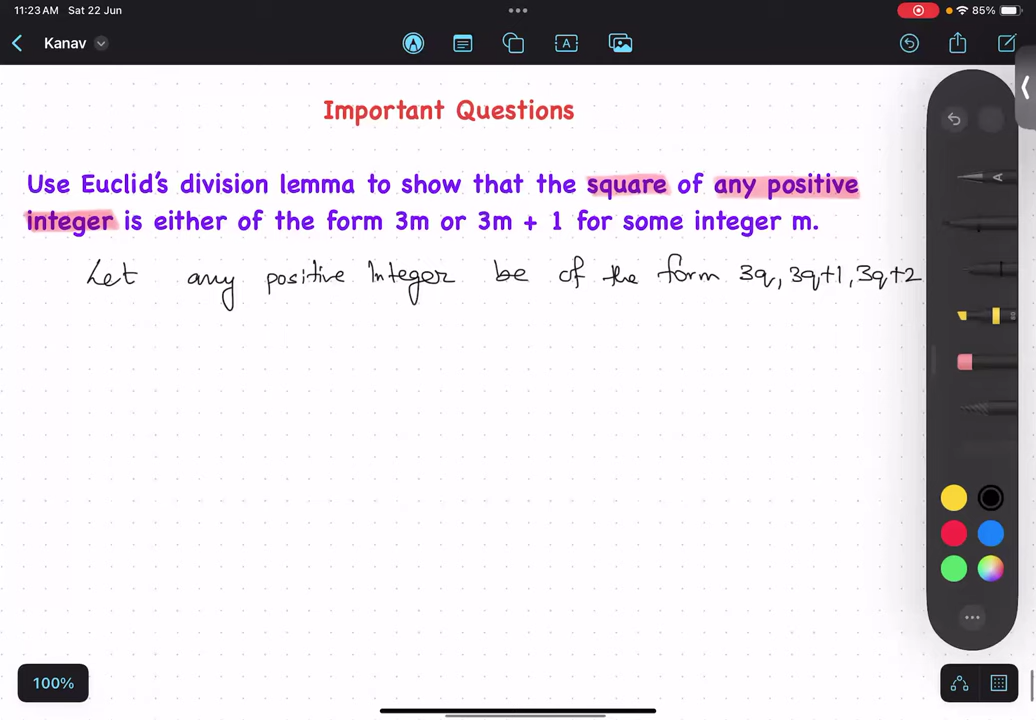 11:23 AM Sat 22 Jun
85%
Kanav
A
Important Questions
Use Euclid's division lemma to show that the square of any positive
integer is either of the form 3m or 3m + 1 for some integer m.
Let any positive Integer be of the form 3q, 3q+1, 3q+2
100%